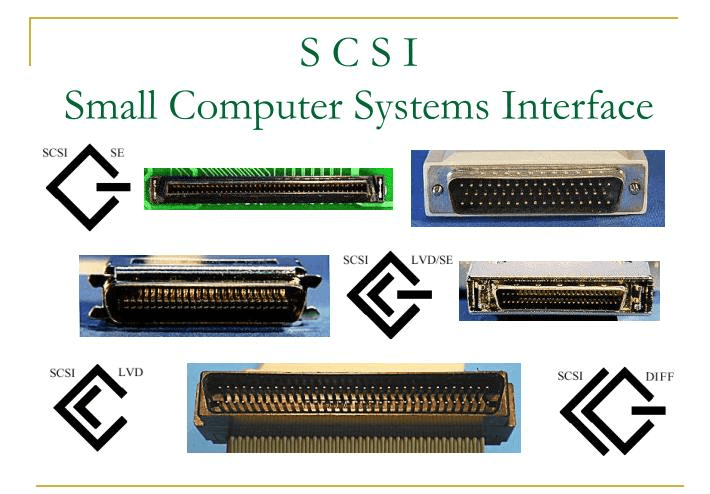 S C S I
Small Computer Systems Interface
SCSI SE
SCSI LVD/SE
SCSI LVD
SCSI DIFF